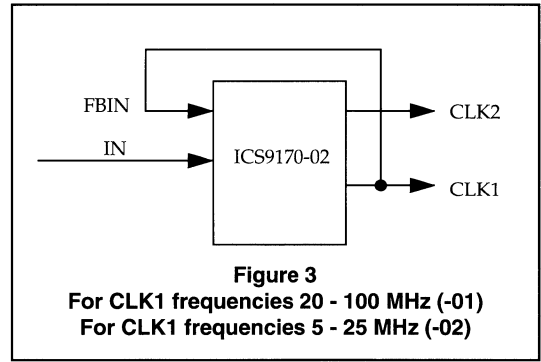 FBIN
CLK2
IN
ICS9170-02
CLK1
Figure 3
For CLK1 frequencies 20 - 100 MHz (-01)
For CLK1 frequencies 5 - 25 MHz (-02)